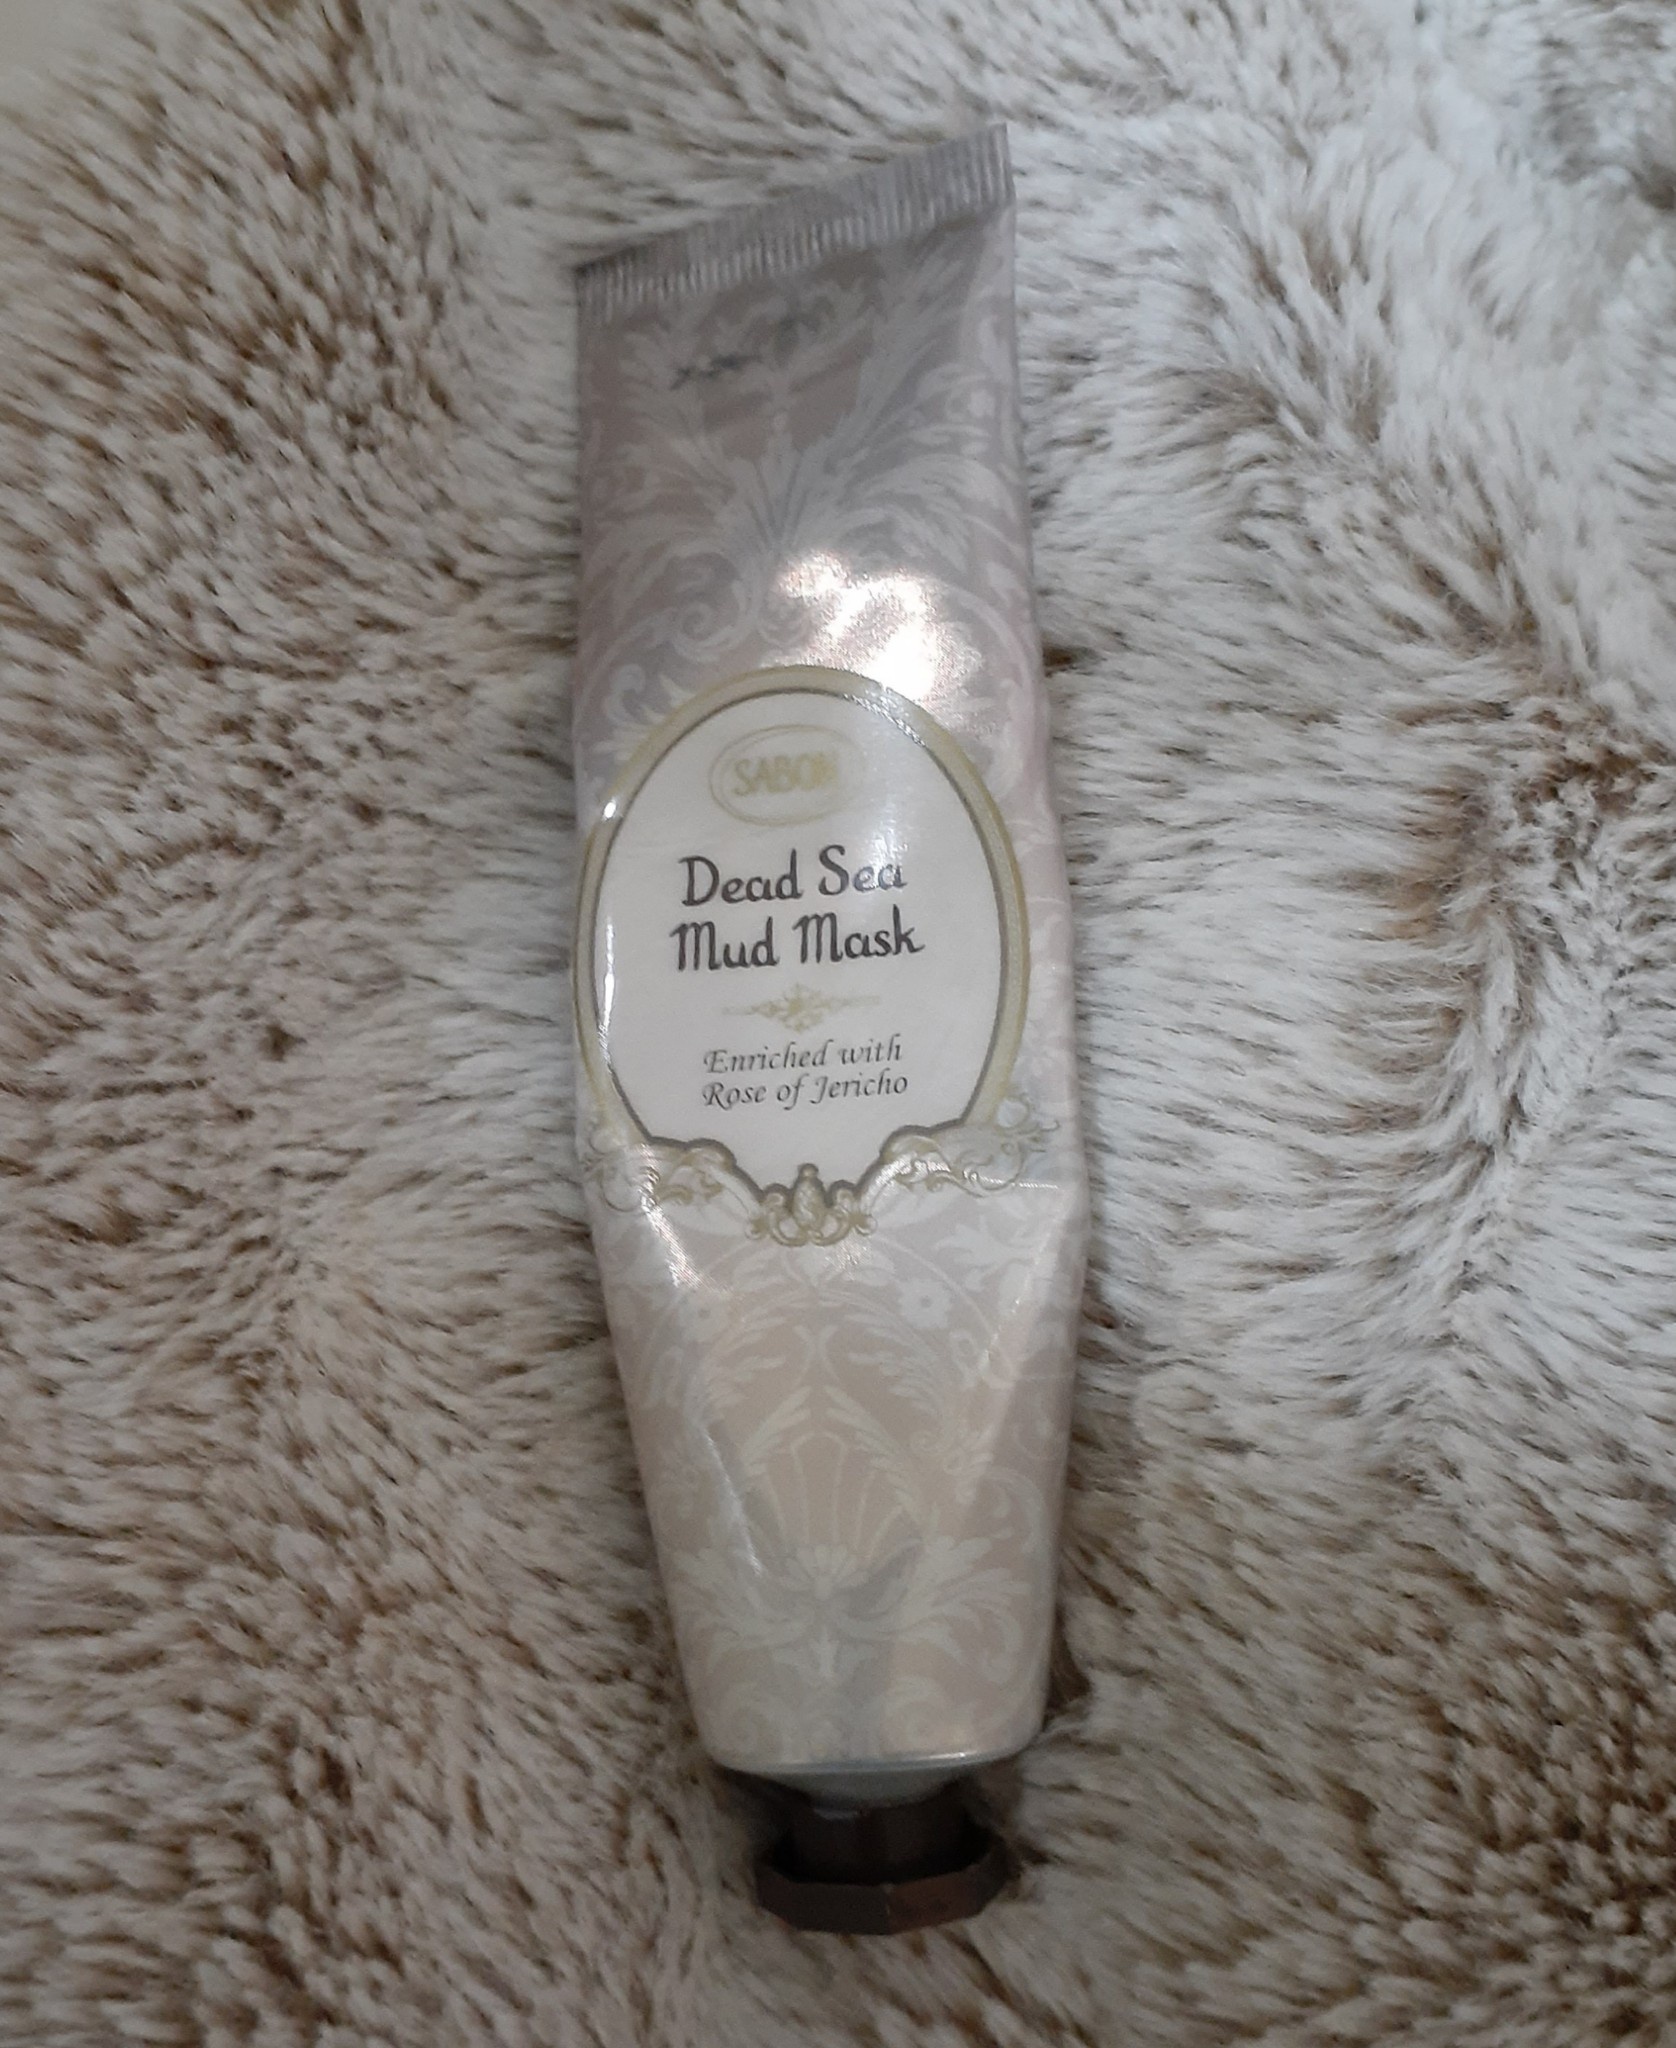 SABON
Dead Sea
Mud Mask
Enriched with
Rose of Jericho